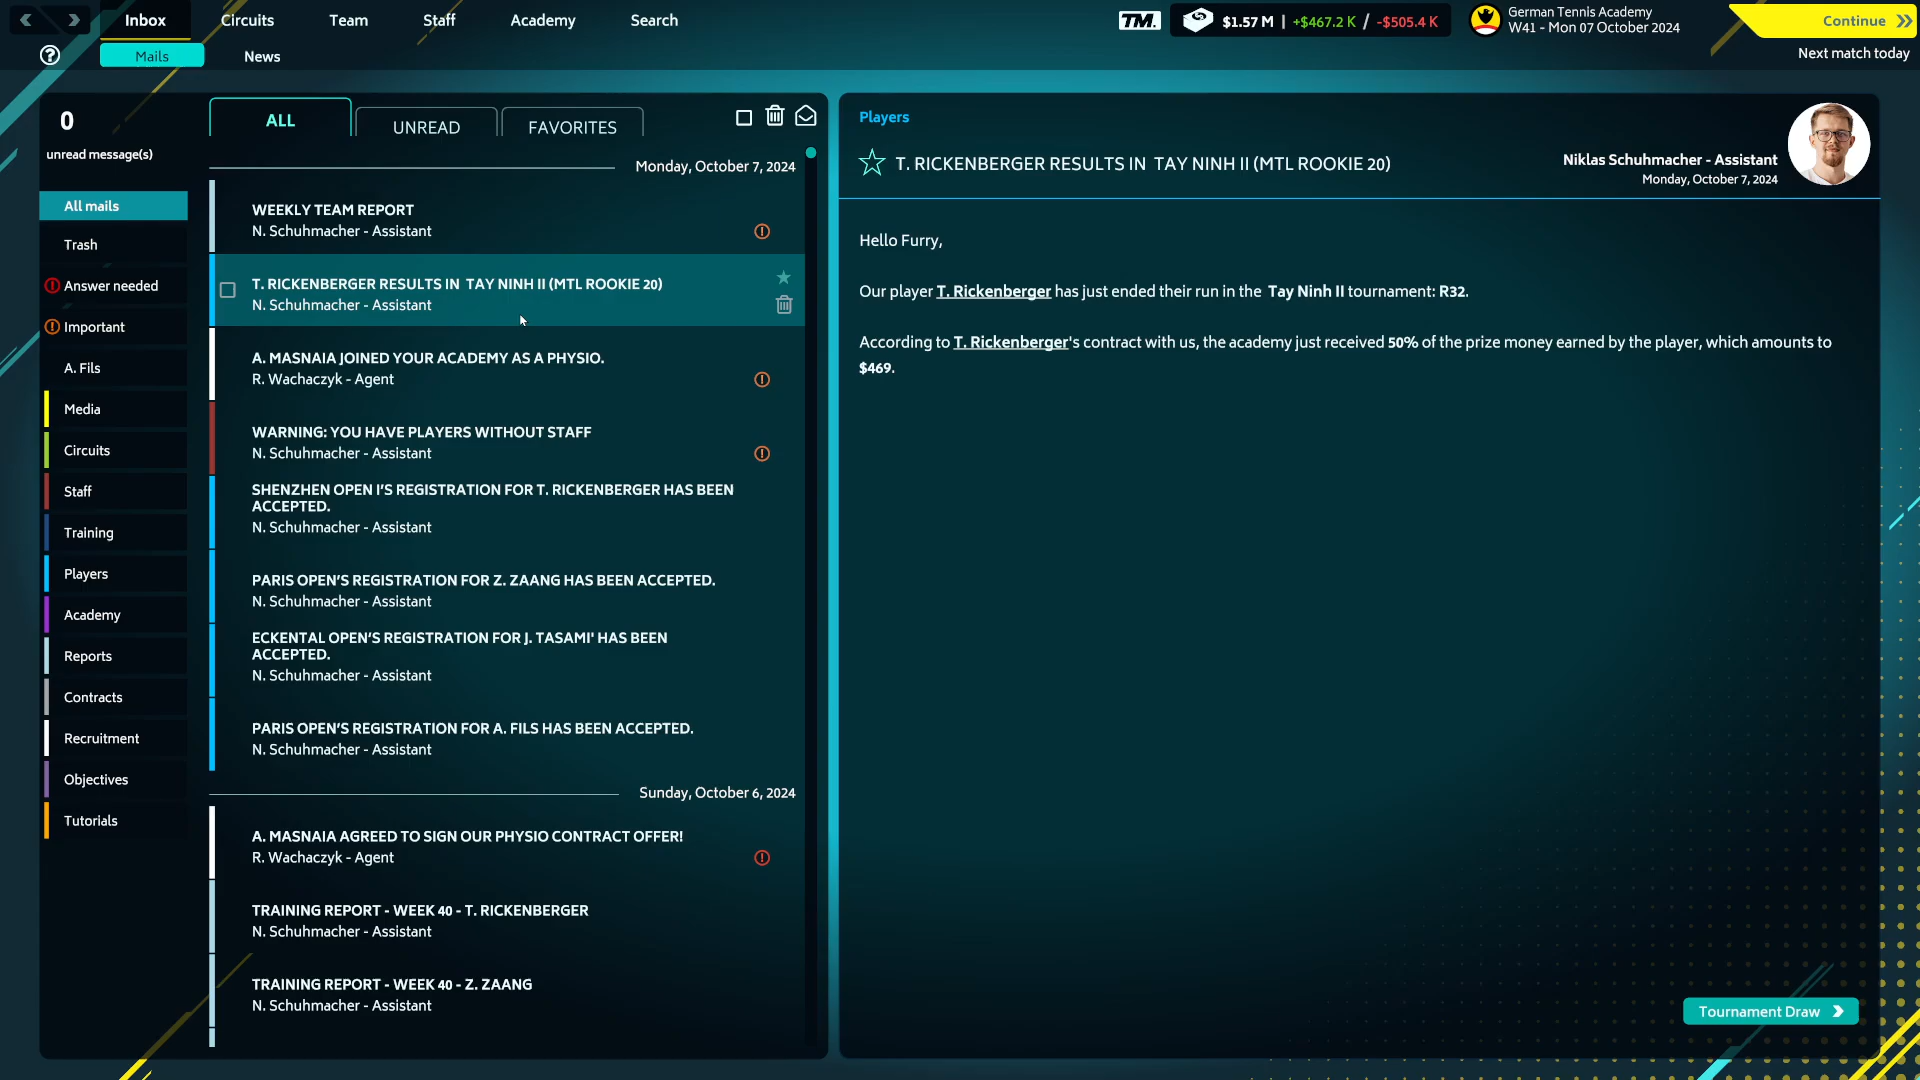 Inbox
Circuits
Team
Staff
Academy
Search
TM.
$1.57 M | +$467.2 K / -$505.4 K
German Tennis Academy
W41 - Mon 07 October 2024
Continue
Next match today
Mails
News
0
unread message(s)
All mails
Trash
Answer needed
Important
A. Fils
Media
Circuits
Staff
Training
Players
Academy
Reports
Contracts
Recruitment
Objectives
Tutorials
ALL
UNREAD
FAVORITES
Monday, October 7, 2024
WEEKLY TEAM REPORT
N. Schuhmacher - Assistant
T. RICKENBERGER RESULTS IN TAY NINH II (MTL ROOKIE 20)
N. Schuhmacher - Assistant
A. MASNAIA JOINED YOUR ACADEMY AS A PHYSIO.
R. Wachaczyk - Agent
WARNING: YOU HAVE PLAYERS WITHOUT STAFF
N. Schuhmacher - Assistant
SHENZHEN OPEN I'S REGISTRATION FOR T. RICKENBERGER HAS BEEN
ACCEPTED.
N. Schuhmacher - Assistant
PARIS OPEN'S REGISTRATION FOR Z. ZAANG HAS BEEN ACCEPTED.
N. Schuhmacher - Assistant
ECKENTAL OPEN'S REGISTRATION FOR J. TASAMI' HAS BEEN
ACCEPTED.
N. Schuhmacher - Assistant
PARIS OPEN'S REGISTRATION FOR A. FILS HAS BEEN ACCEPTED.
N. Schuhmacher - Assistant
Sunday, October 6, 2024
A. MASNAIA AGREED TO SIGN OUR PHYSIO CONTRACT OFFER!
R. Wachaczyk - Agent
TRAINING REPORT - WEEK 40 - T. RICKENBERGER
N. Schuhmacher - Assistant
TRAINING REPORT - WEEK 40 - Z. ZAANG
N. Schuhmacher - Assistant
Players
T. RICKENBERGER RESULTS IN TAY NINH II (MTL ROOKIE 20)
Niklas Schuhmacher - Assistant
Monday, October 7, 2024
Hello Furry,
Our player T. Rickenberger has just ended their run in the Tay Ninh II tournament: R32.
According to T. Rickenberger's contract with us, the academy just received 50% of the prize money earned by the player, which amounts to
$469.
Tournament Draw